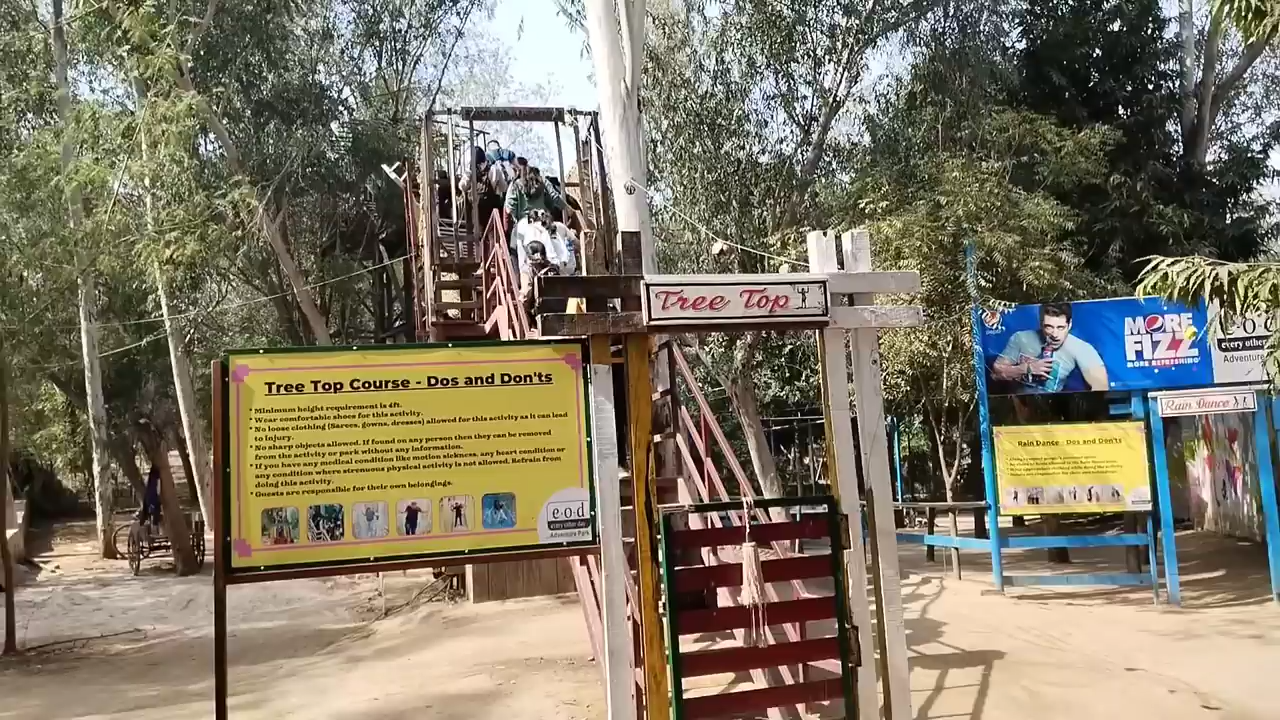 Tree Top
Tree Top Course - Dos and Don'ts
* Minimum height requirement is 4ft.
* Wear comfortable shoes for this activity.
* No loose clothing (Sarees, gowns, dresses) allowed for this activity as it can lead
to injury.
* No sharp objects allowed. If found on any person then they can be removed
from the activity or park without any information.
* If you have any medical condition like motion sickness, any heart condition or
any condition where strenuous physical activity is not allowed. Refrain from
doing this activity.
* Guests are responsible for their own belongings.
e·o·d
every other day
Adventure Park
MORE
FIZZ
MORE REFRESHING
e·o·d
every other
Adventure
Rain Dance
Rain Dance - Dos and Don'ts